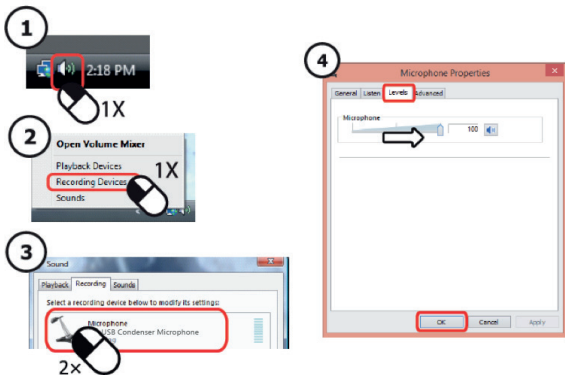 1
2:18 PM
1X
2
Open Volume Mixer
Playback Devices
Recording Devices
1X
Sounds
3
Sound
Playback Recording Sounds
Select a recording device below to modify its settings:
Microphone
USB Condenser Microphone
2x
4
Microphone Properties
General Listen Levels Advanced
Microphone
100
OK Cancel Apply